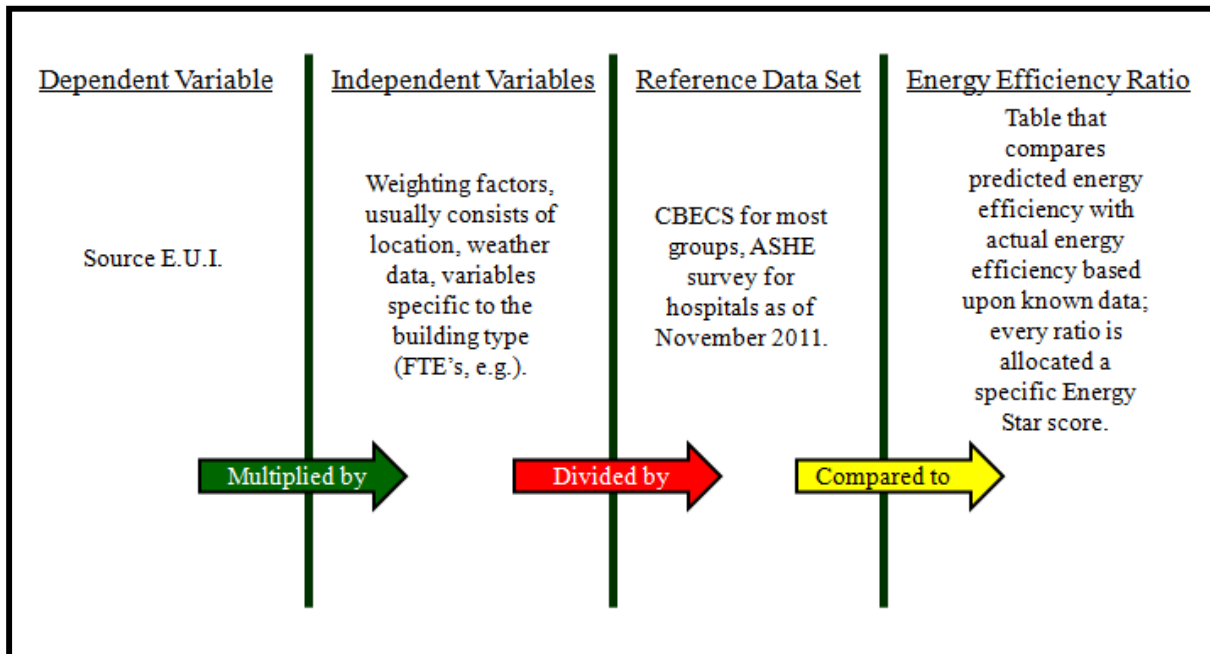 Dependent Variable
Source E.U.I.
Independent Variables
Weighting factors,
usually consists of
location, weather
data, variables
specific to the
building type
(FTE's, e.g.).
Reference Data Set
CBECS for most
groups, ASHE
survey for
hospitals as of
November 2011.
Energy Efficiency Ratio
Table that
compares
predicted energy
efficiency with
actual energy
efficiency based
upon known data;
every ratio is
allocated a
specific Energy
Star score.
Multiplied by
Divided by
Compared to